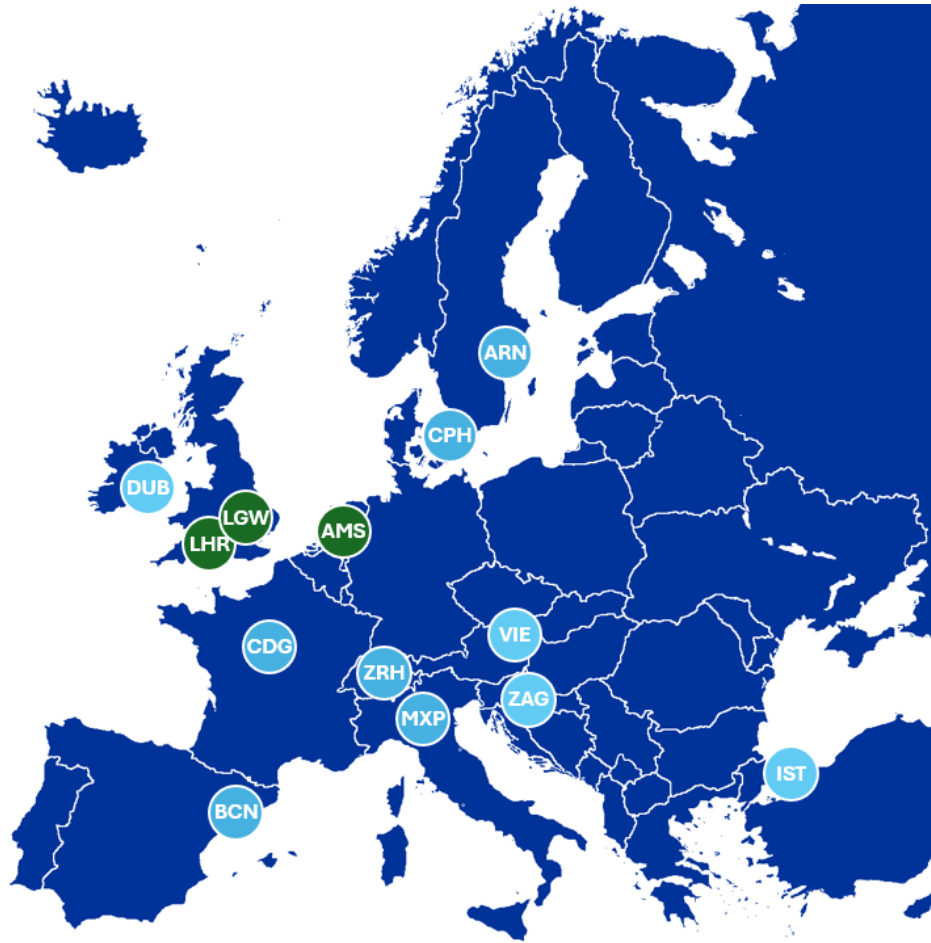 ARN
CPH
DUB
LGW
AMS
LHR
VIE
CDG
ZRH
ZAG
MXP
IST
BCN